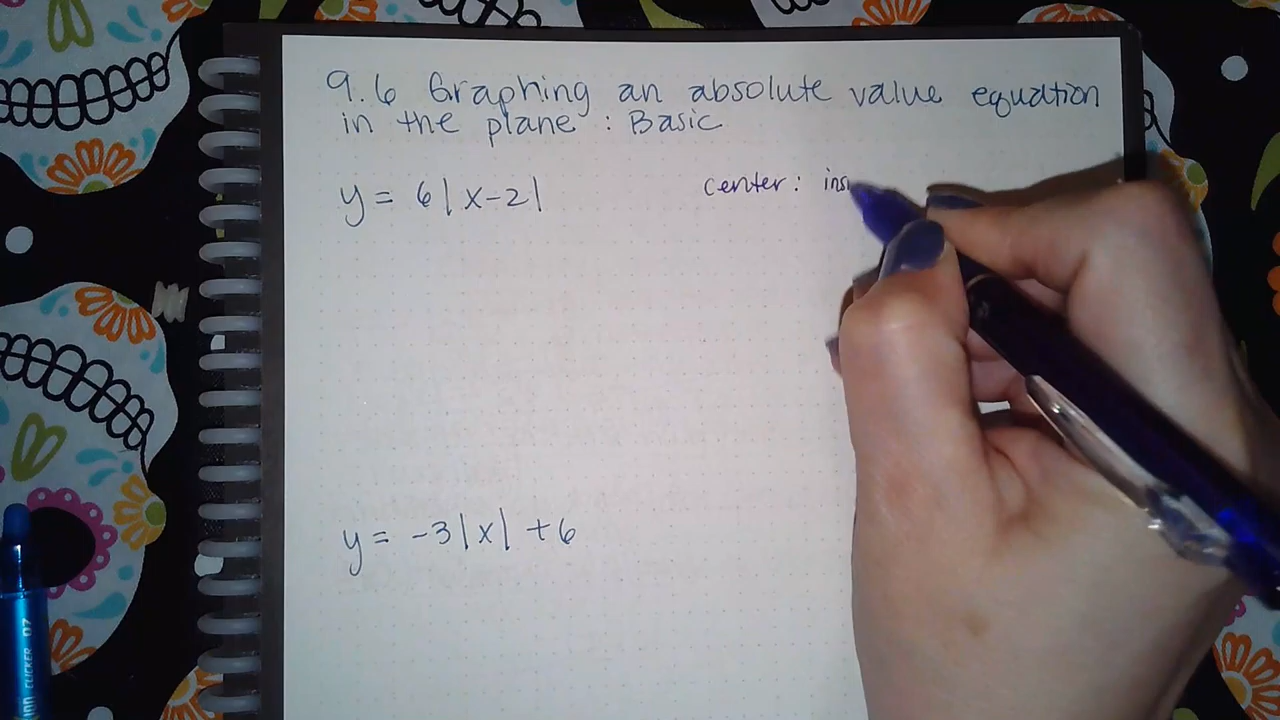 9.6 Graphing an absolute value equation
in the plane : Basic
y = 6|x-2|
center:
y = -3|x| +6